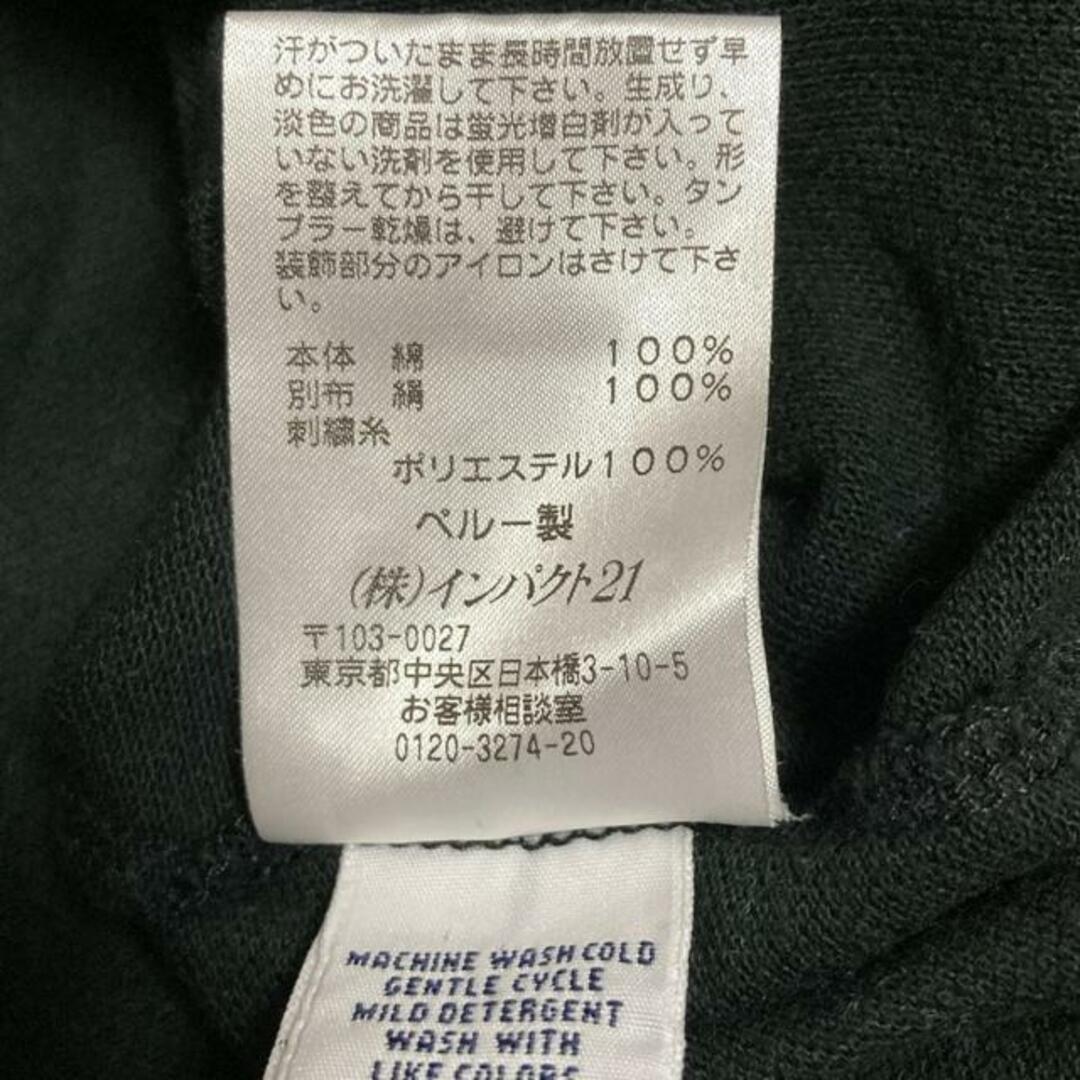 汗がついたまま長時間放置せず早
めにお洗濯して下さい。生成り、
淡色の商品は蛍光増白剤が入って
いない洗剤を使用して下さい。形
を整えてから干して下さい。タン
ブラー乾燥は、避けて下さい。
装飾部分のアイロンはさけて下さ
い。
本体 綿 100%
別布 絹 100%
刺繍糸
ポリエステル100%
ペルー製
(株)インパクト21
〒103-0027
東京都中央区日本橋3-10-5
お客様相談室
0120-3274-20
MACHINE WASH COLD
GENTLE CYCLE
MILD DETERGENT
WASH WITH
LIKE COLORS